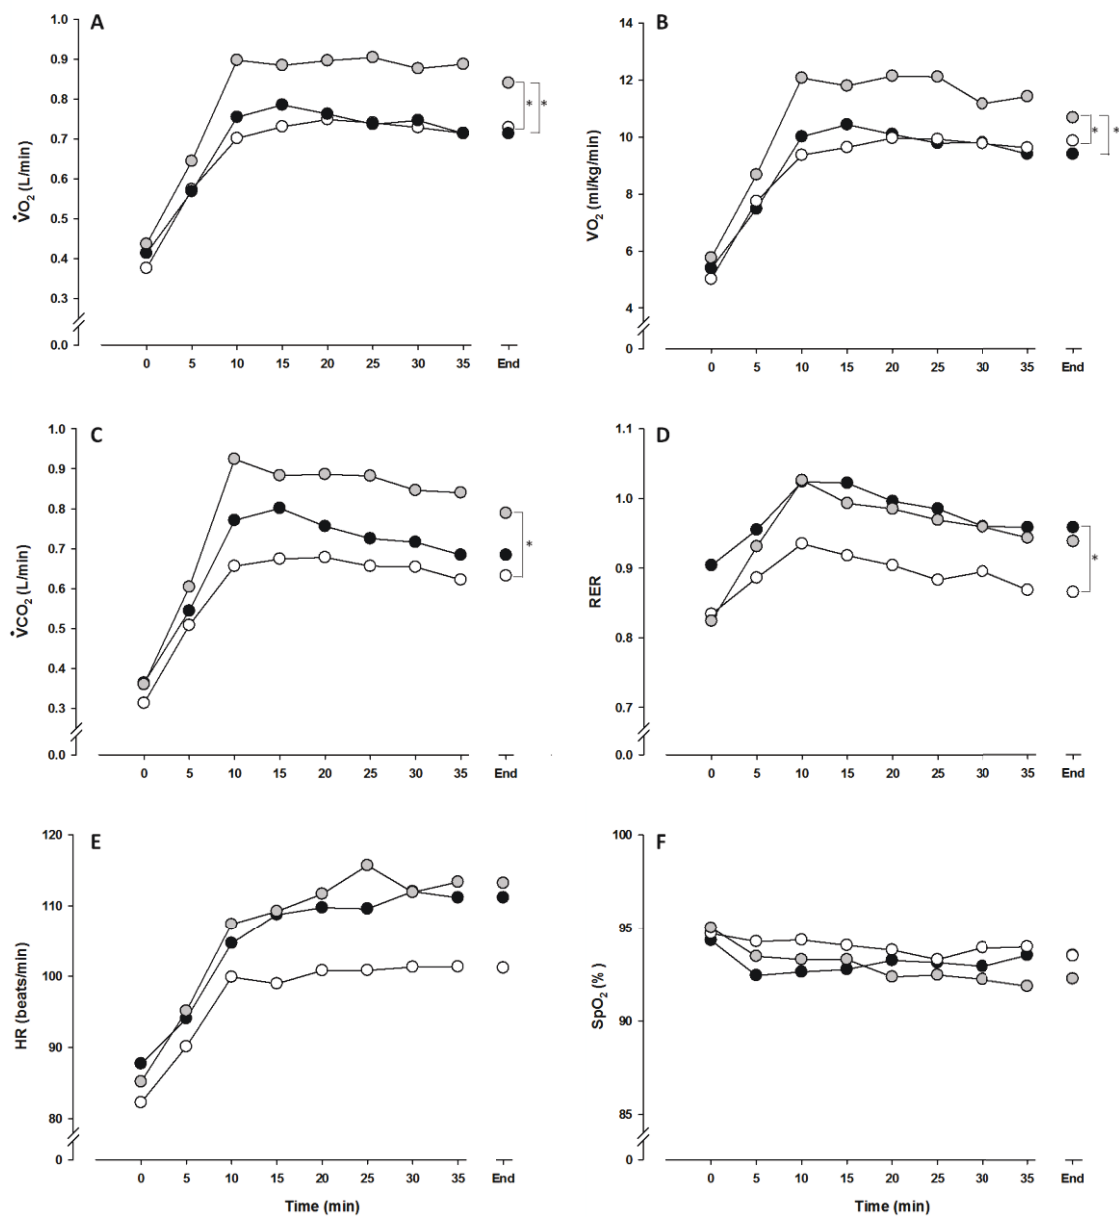 A
V̇O₂ (L/min)
1.0
0.9
0.8
0.7
0.6
0.5
0.4
0.3
0.0
* *
0 5 10 15 20 25 30 35 End
B
VO₂ (ml/kg/min)
14
12
10
8
6
4
0
* *
0 5 10 15 20 25 30 35 End
C
V̇CO₂ (L/min)
1.0
0.9
0.8
0.7
0.6
0.5
0.4
0.3
0.0
*
0 5 10 15 20 25 30 35 End
D
RER
1.1
1.0
0.9
0.8
0.7
0.0
*
0 5 10 15 20 25 30 35 End
E
HR (beats/min)
120
110
100
90
80
0
0 5 10 15 20 25 30 35 End
Time (min)
F
SpO₂ (%)
100
95
90
85
0
0 5 10 15 20 25 30 35 End
Time (min)